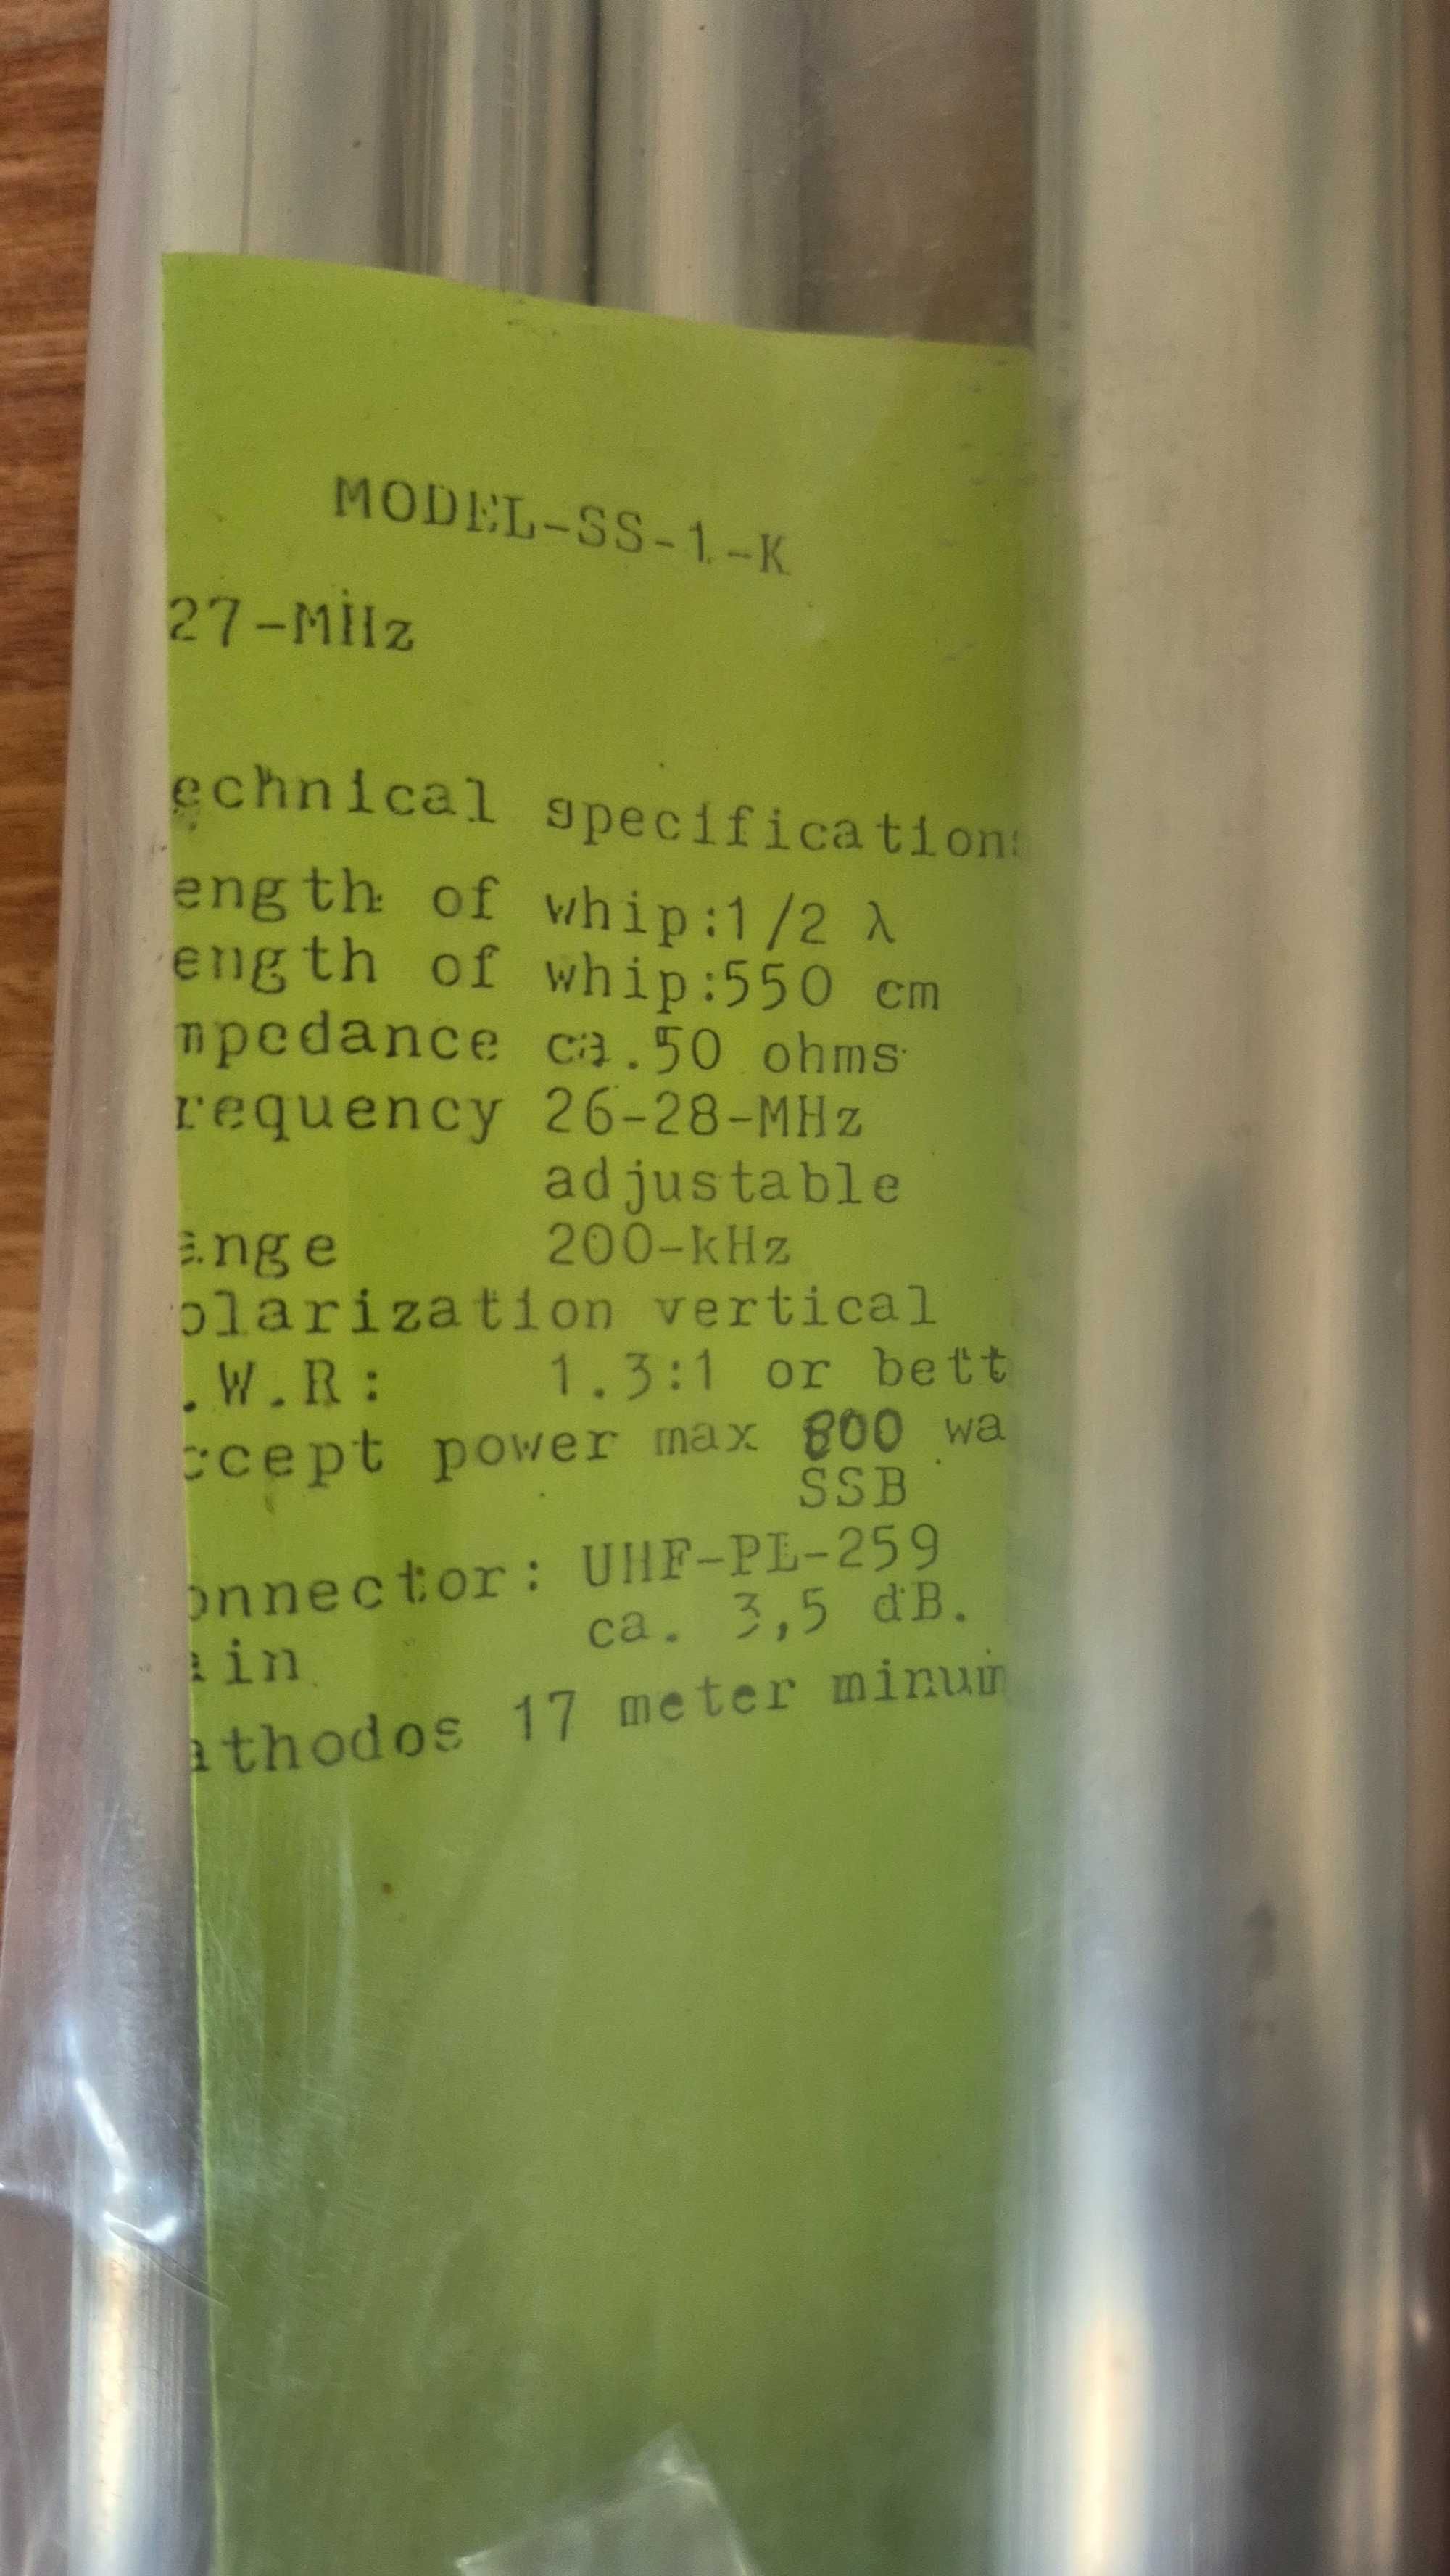 MODEL-SS-1-K
27-MHz
echnical specification
ength of whip:1/2 λ
ength of whip:550 cm
mpedance ca.50 ohms
requency 26-28-MHz
adjustable
ange 200-kHz
olarization vertical
.W.R: 1.3:1 or bett
ccept power max 800 wa
SSB
onnector: UHF-PL-259
ain ca. 3,5 dB.
athodos 17 meter minum